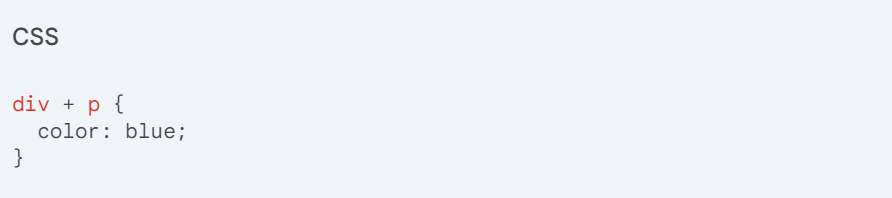 CSS
div + p {
  color: blue;
}